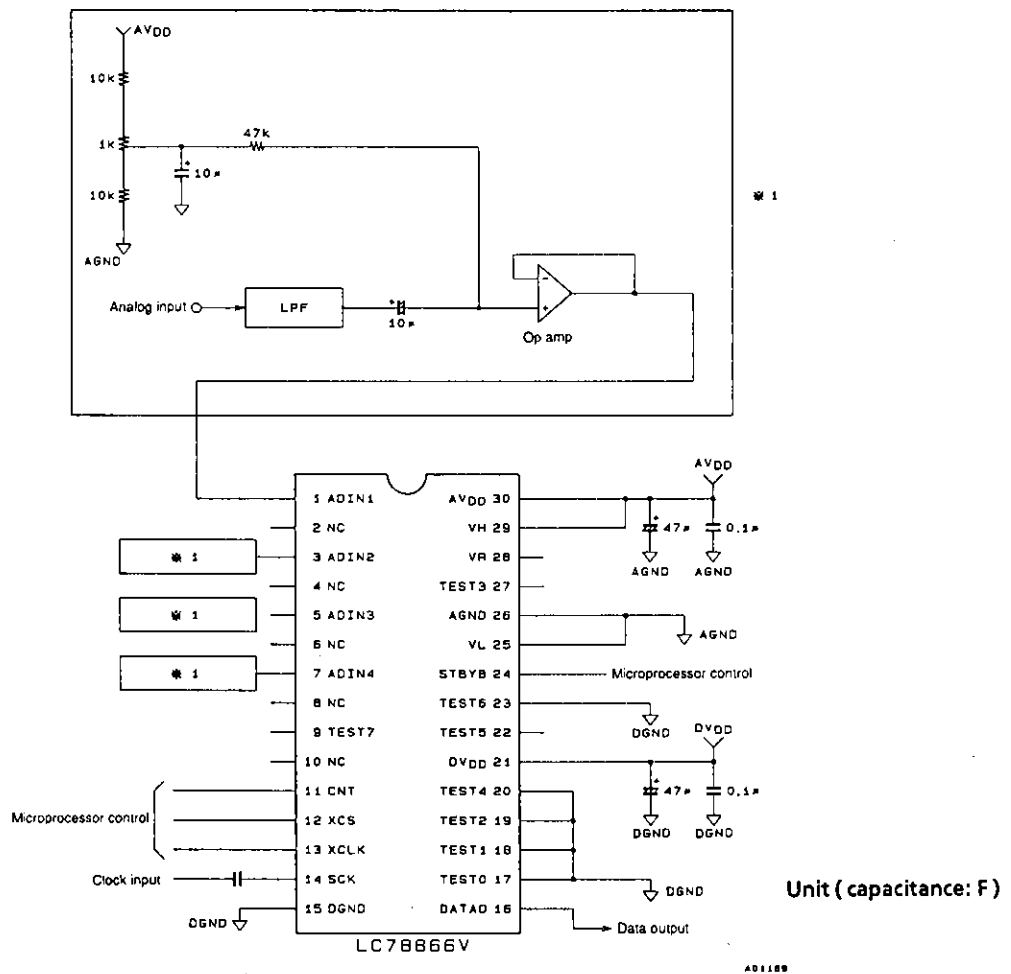 AVDD
10k
1k
47k
10μ
10k
AGND
※ 1
Analog input
LPF
10μ
Op amp
AVDD
1 ADIN1
AVDD 30
2 NC
VH 29
47μ
0.1μ
※ 1
3 ADIN2
VR 28
AGND
AGND
4 NC
TEST3 27
※ 1
5 ADIN3
AGND 26
AGND
6 NC
VL 25
※ 1
7 ADIN4
STBYB 24
Microprocessor control
8 NC
TEST6 23
DGND
DVDD
9 TEST7
TEST5 22
10 NC
DVDD 21
Microprocessor control
11 CNT
TEST4 20
47μ
0.1μ
12 XCS
TEST2 19
DGND
DGND
13 XCLK
TEST1 18
Clock input
14 SCK
TEST0 17
DGND
DGND
15 DGND
DATAO 16
Data output
LC78866V
Unit ( capacitance: F )
A01189